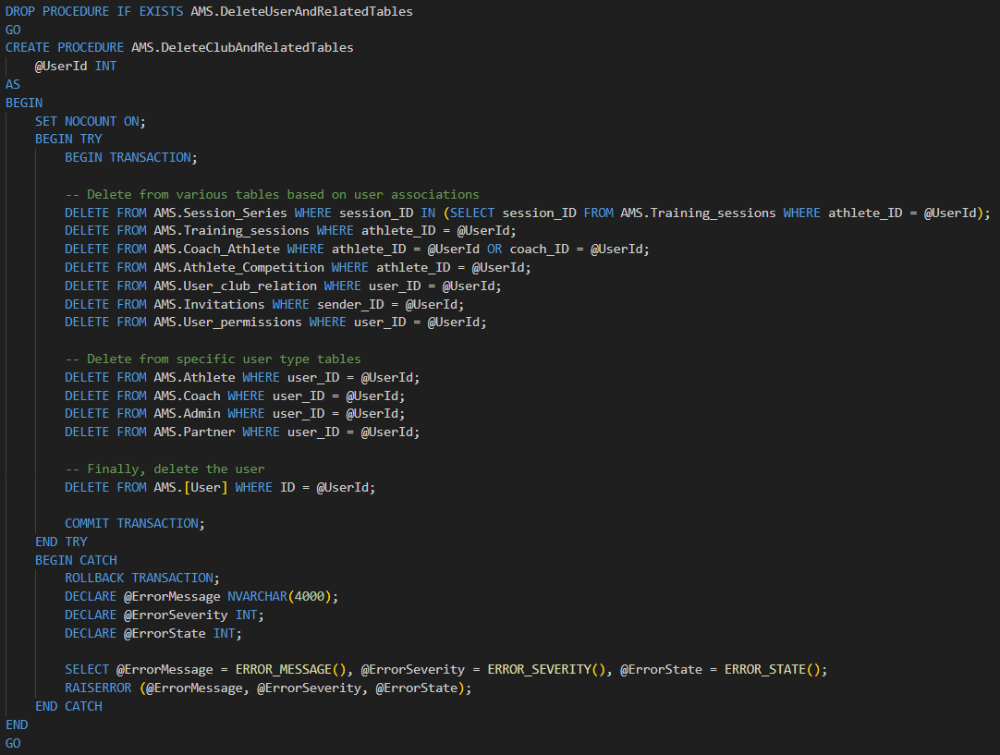 DROP PROCEDURE IF EXISTS AMS.DeleteUserAndRelatedTables
GO
CREATE PROCEDURE AMS.DeleteClubAndRelatedTables
    @UserId INT
AS
BEGIN
    SET NOCOUNT ON;
    BEGIN TRY
        BEGIN TRANSACTION;

        -- Delete from various tables based on user associations
        DELETE FROM AMS.Session_Series WHERE session_ID IN (SELECT session_ID FROM AMS.Training_sessions WHERE athlete_ID = @UserId);
        DELETE FROM AMS.Training_sessions WHERE athlete_ID = @UserId;
        DELETE FROM AMS.Coach_Athlete WHERE athlete_ID = @UserId OR coach_ID = @UserId;
        DELETE FROM AMS.Athlete_Competition WHERE athlete_ID = @UserId;
        DELETE FROM AMS.User_club_relation WHERE user_ID = @UserId;
        DELETE FROM AMS.Invitations WHERE sender_ID = @UserId;
        DELETE FROM AMS.User_permissions WHERE user_ID = @UserId;

        -- Delete from specific user type tables
        DELETE FROM AMS.Athlete WHERE user_ID = @UserId;
        DELETE FROM AMS.Coach WHERE user_ID = @UserId;
        DELETE FROM AMS.Admin WHERE user_ID = @UserId;
        DELETE FROM AMS.Partner WHERE user_ID = @UserId;

        -- Finally, delete the user
        DELETE FROM AMS.[User] WHERE ID = @UserId;

        COMMIT TRANSACTION;
    END TRY
    BEGIN CATCH
        ROLLBACK TRANSACTION;
        DECLARE @ErrorMessage NVARCHAR(4000);
        DECLARE @ErrorSeverity INT;
        DECLARE @ErrorState INT;

        SELECT @ErrorMessage = ERROR_MESSAGE(), @ErrorSeverity = ERROR_SEVERITY(), @ErrorState = ERROR_STATE();
        RAISERROR (@ErrorMessage, @ErrorSeverity, @ErrorState);
    END CATCH
END
GO